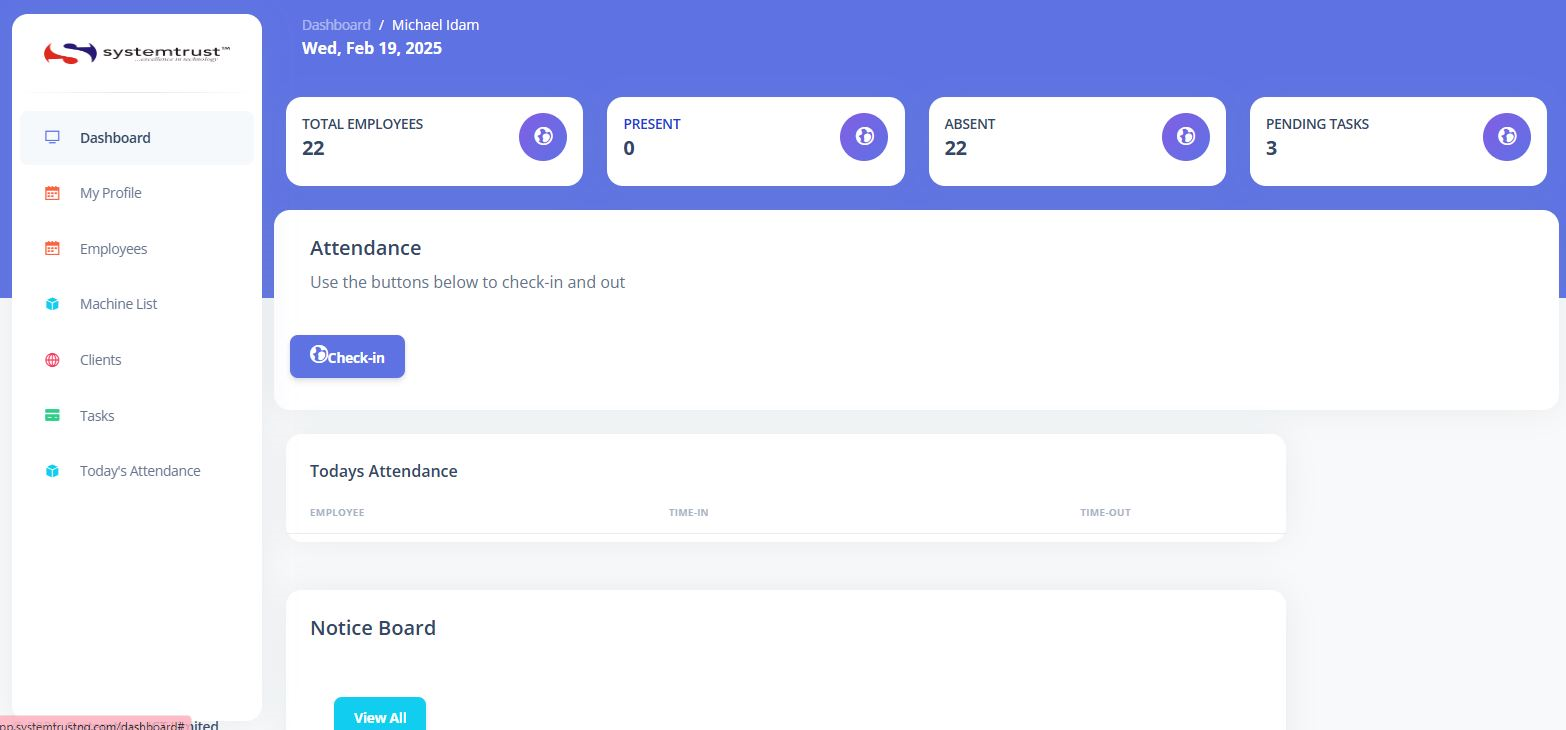 systemtrust™
...excellence in technology
Dashboard / Michael Idam
Wed, Feb 19, 2025
TOTAL EMPLOYEES
22
PRESENT
0
ABSENT
22
PENDING TASKS
3
Dashboard
My Profile
Employees
Machine List
Clients
Tasks
Today's Attendance
Attendance
Use the buttons below to check-in and out
Check-in
Todays Attendance
EMPLOYEE TIME-IN TIME-OUT
Notice Board
View All
pp.systemtrustng.com/dashboard#